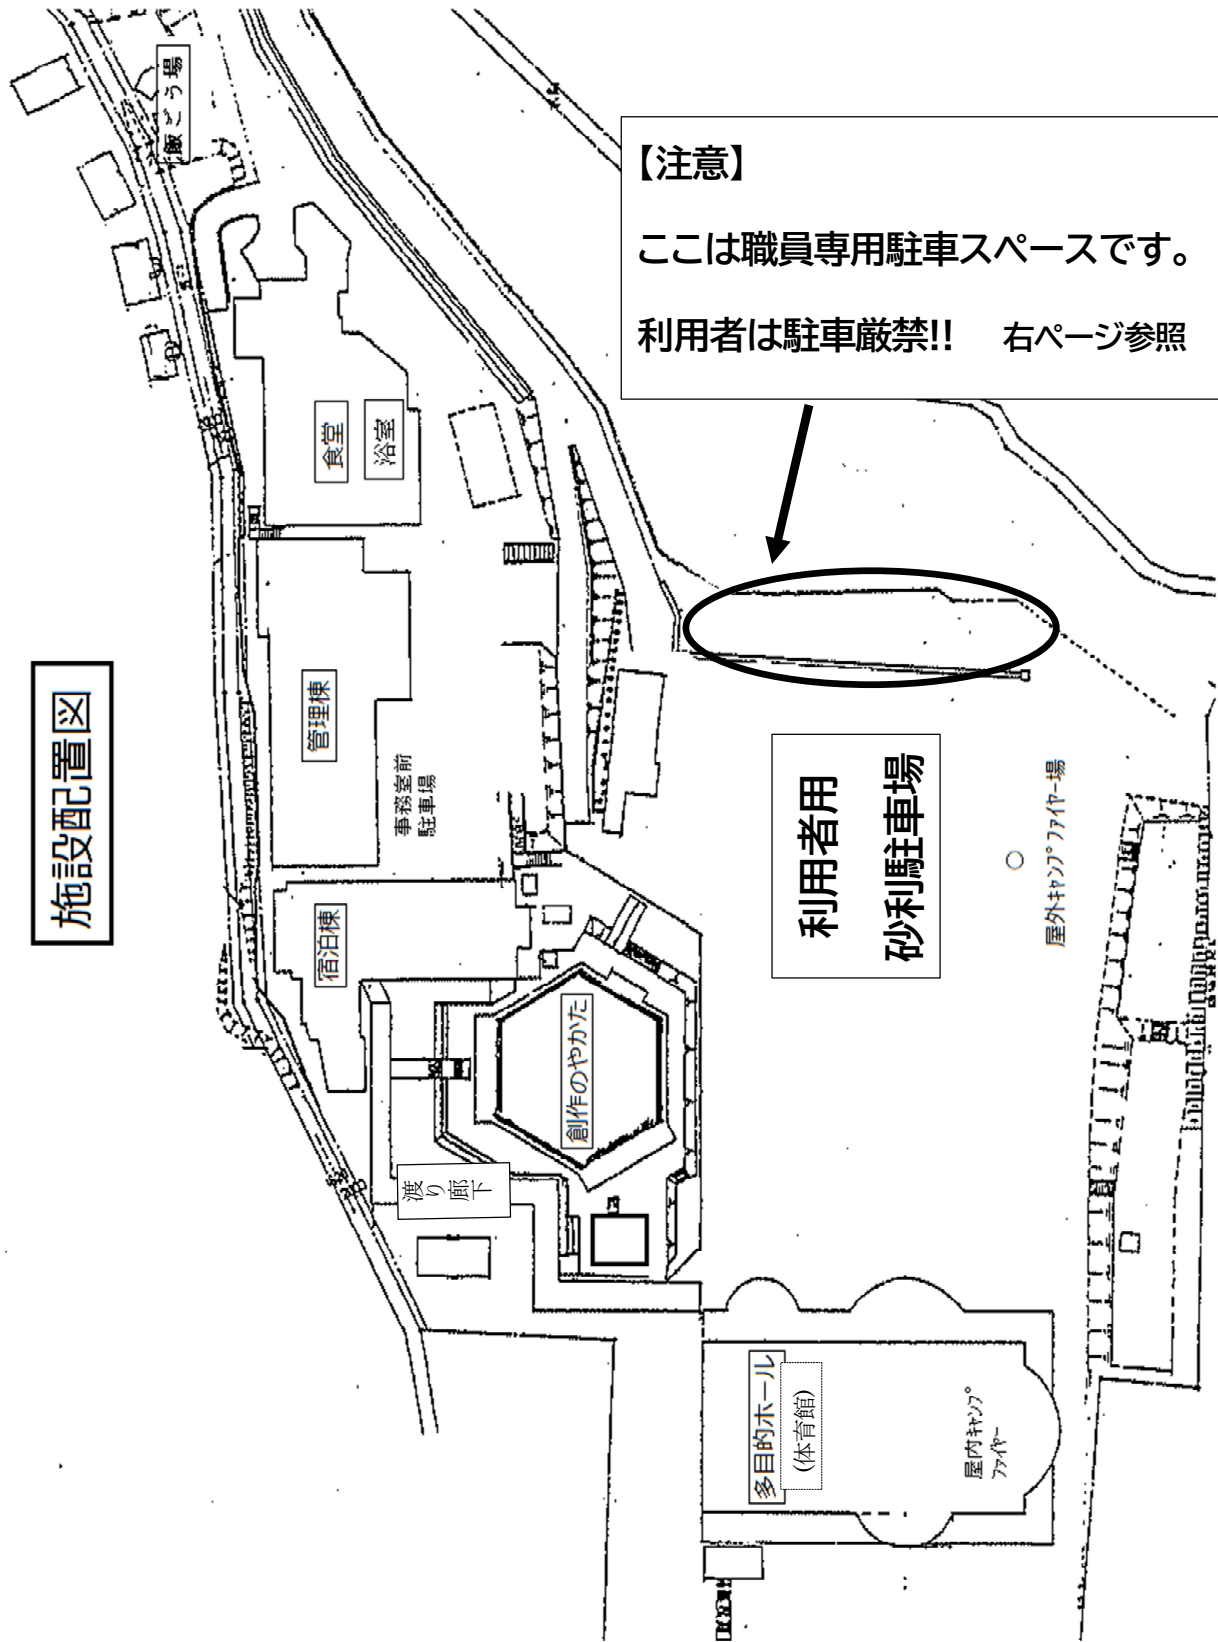 施設配置図
飯ごう場
【注意】
ここは職員専用駐車スペースです。
利用者は駐車厳禁!! 右ページ参照
食堂
浴室
管理棟
事務室前
駐車場
宿泊棟
創作のやかた
渡り
廊下
利用者用
砂利駐車場
屋外キャンプファイヤー場
多目的ホール
(体育館)
屋内キャンプ
ファイヤー